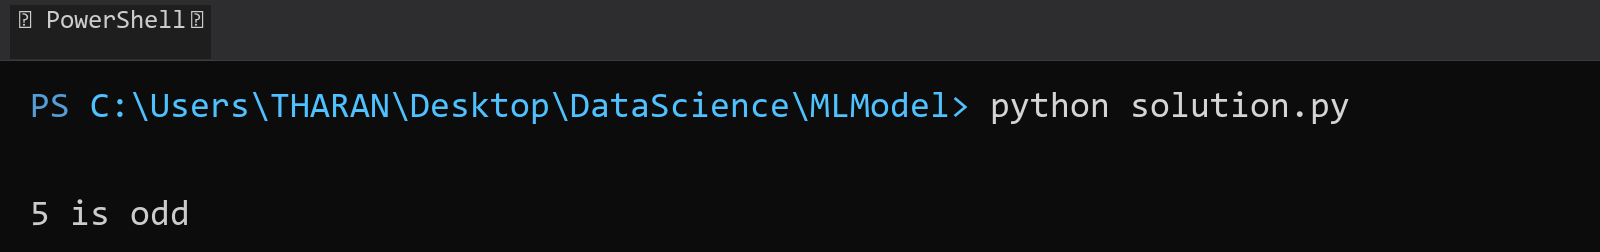 PowerShell
PS C:\Users\THARAN\Desktop\DataScience\MLModel> python solution.py
5 is odd